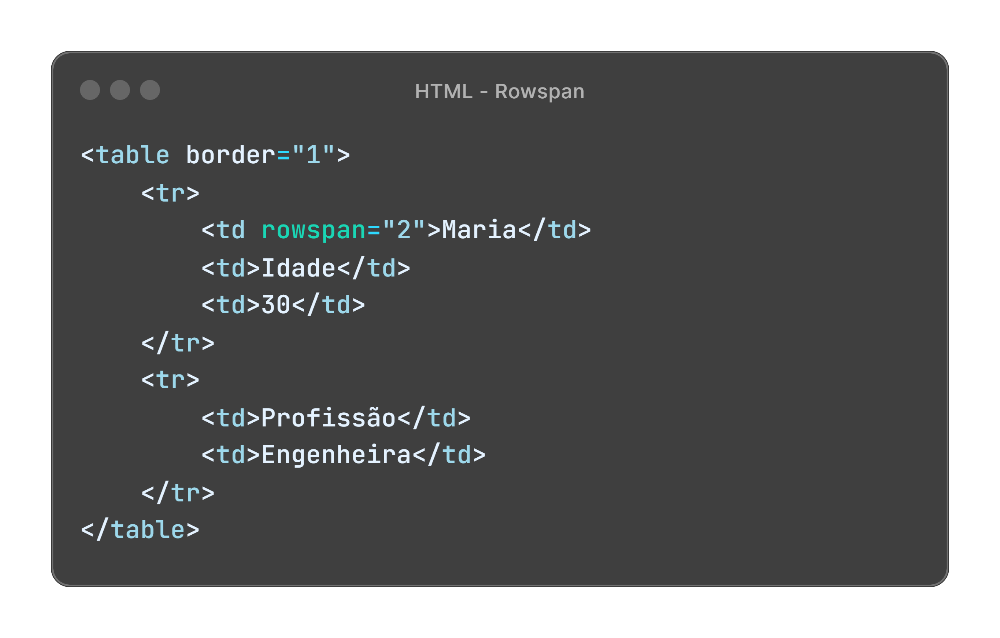 HTML - Rowspan
<table border="1">
    <tr>
        <td rowspan="2">Maria</td>
        <td>Idade</td>
        <td>30</td>
    </tr>
    <tr>
        <td>Profissão</td>
        <td>Engenheira</td>
    </tr>
</table>